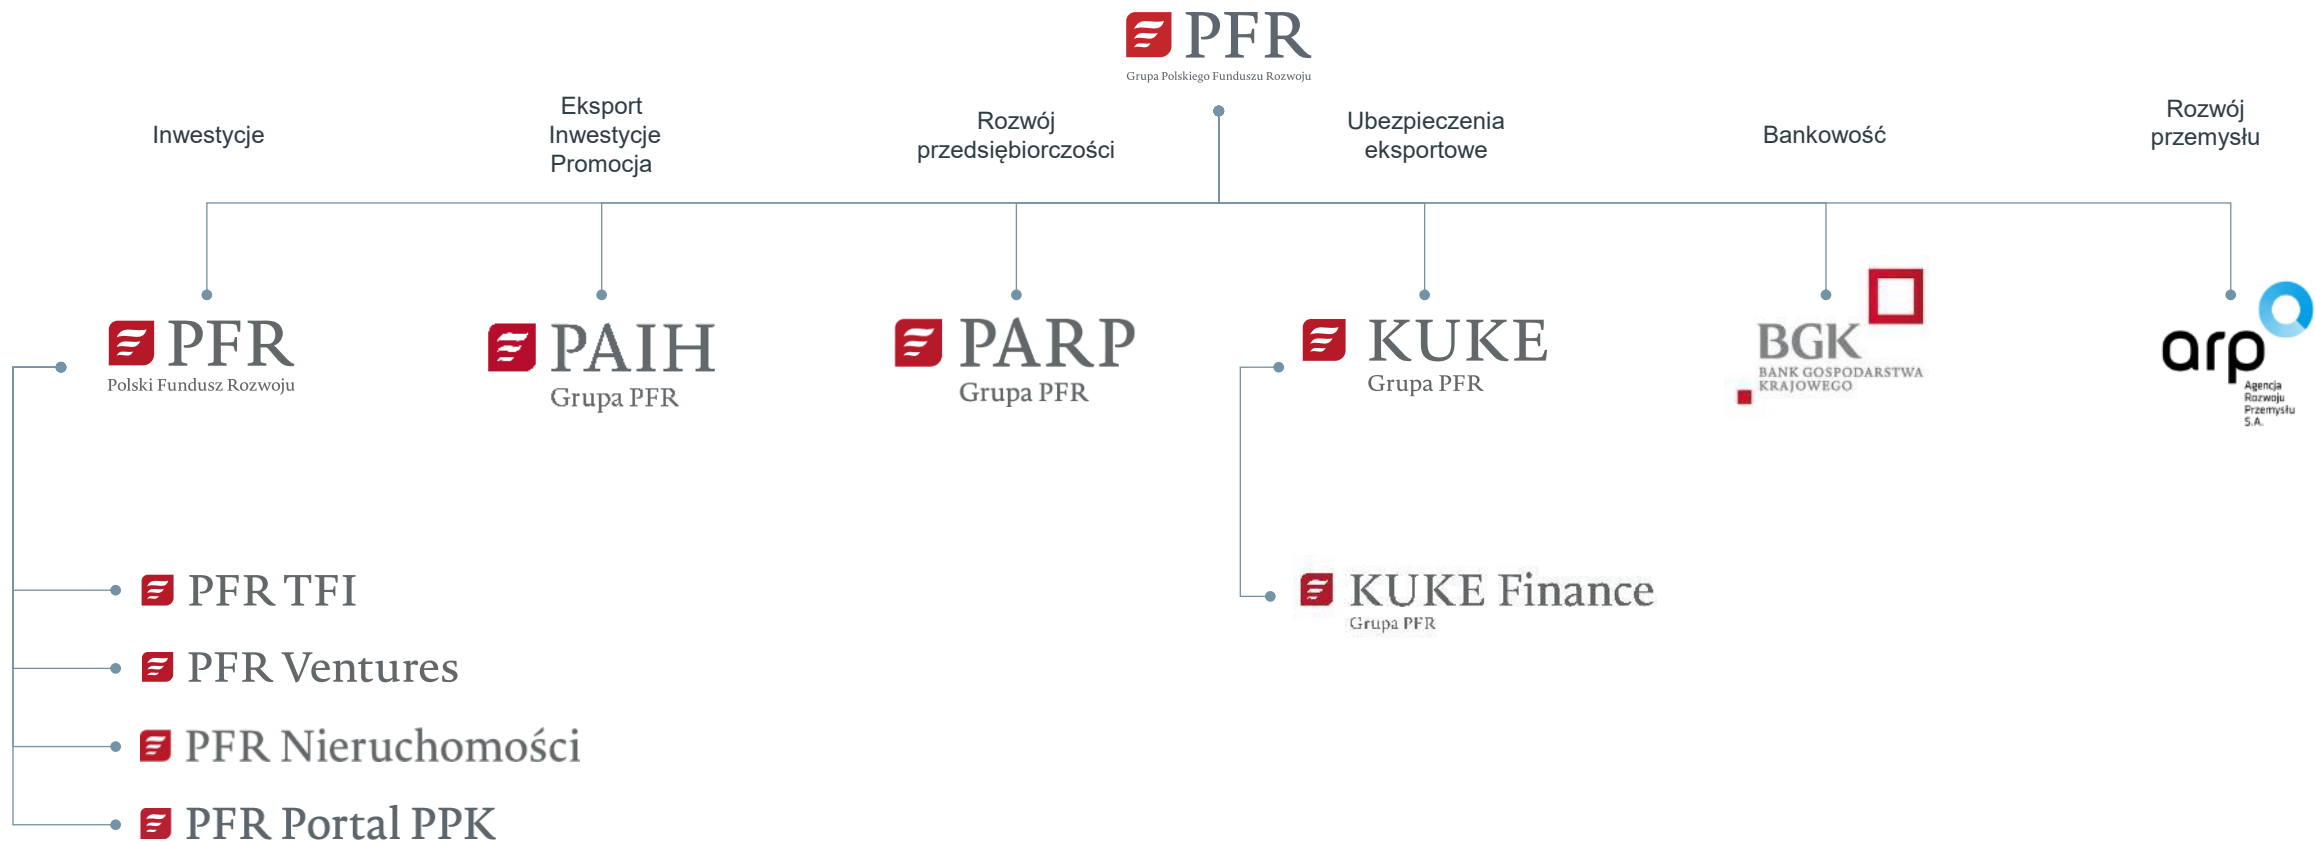 PFR
Grupa Polskiego Funduszu Rozwoju
Inwestycje
Eksport
Inwestycje
Promocja
Rozwój
przedsiębiorczości
Ubezpieczenia
eksportowe
Bankowość
Rozwój
przemysłu
PFR
Polski Fundusz Rozwoju
PAIH
Grupa PFR
PARP
Grupa PFR
KUKE
Grupa PFR
BGK
BANK GOSPODARSTWA
KRAJOWEGO
arp
Agencja
Rozwoju
Przemysłu
S.A.
PFR TFI
PFR Ventures
PFR Nieruchomości
PFR Portal PPK
KUKE Finance
Grupa PFR